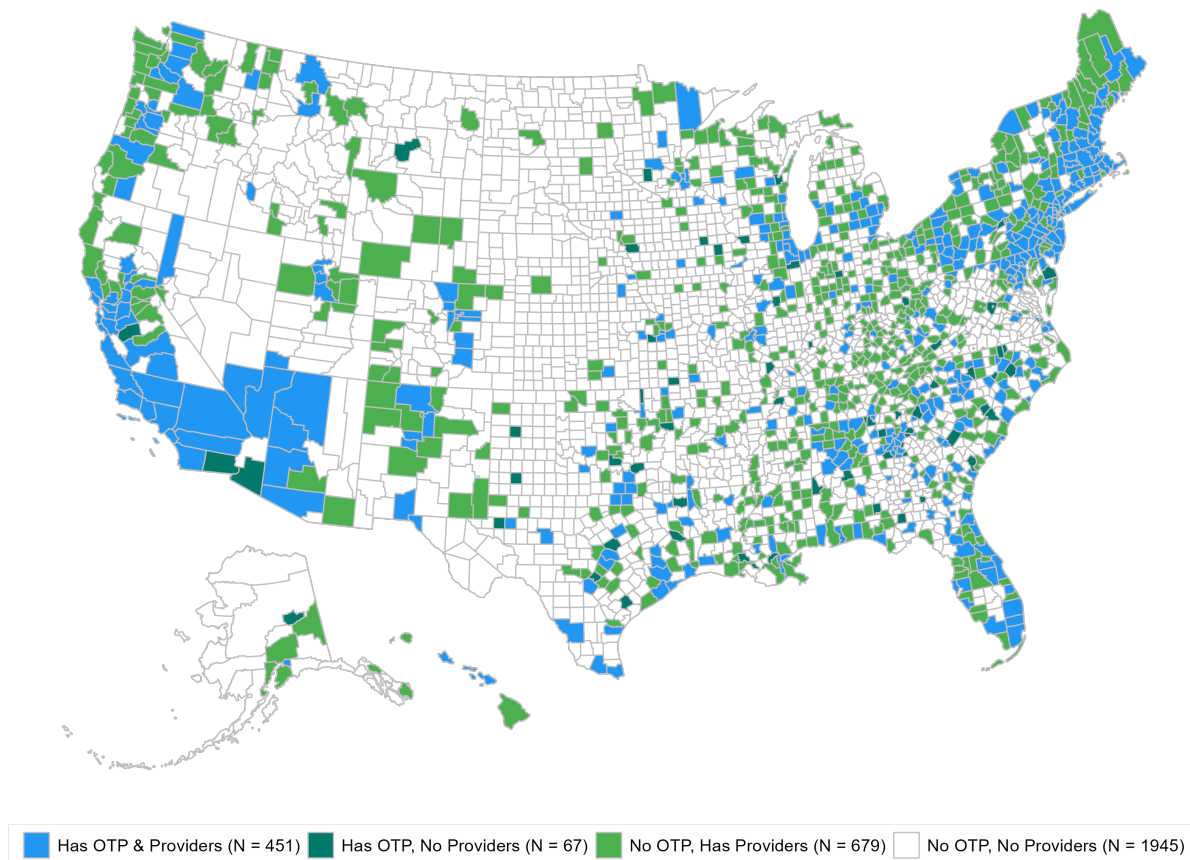 Has OTP & Providers (N = 451) Has OTP, No Providers (N = 67) No OTP, Has Providers (N = 679) No OTP, No Providers (N = 1945)